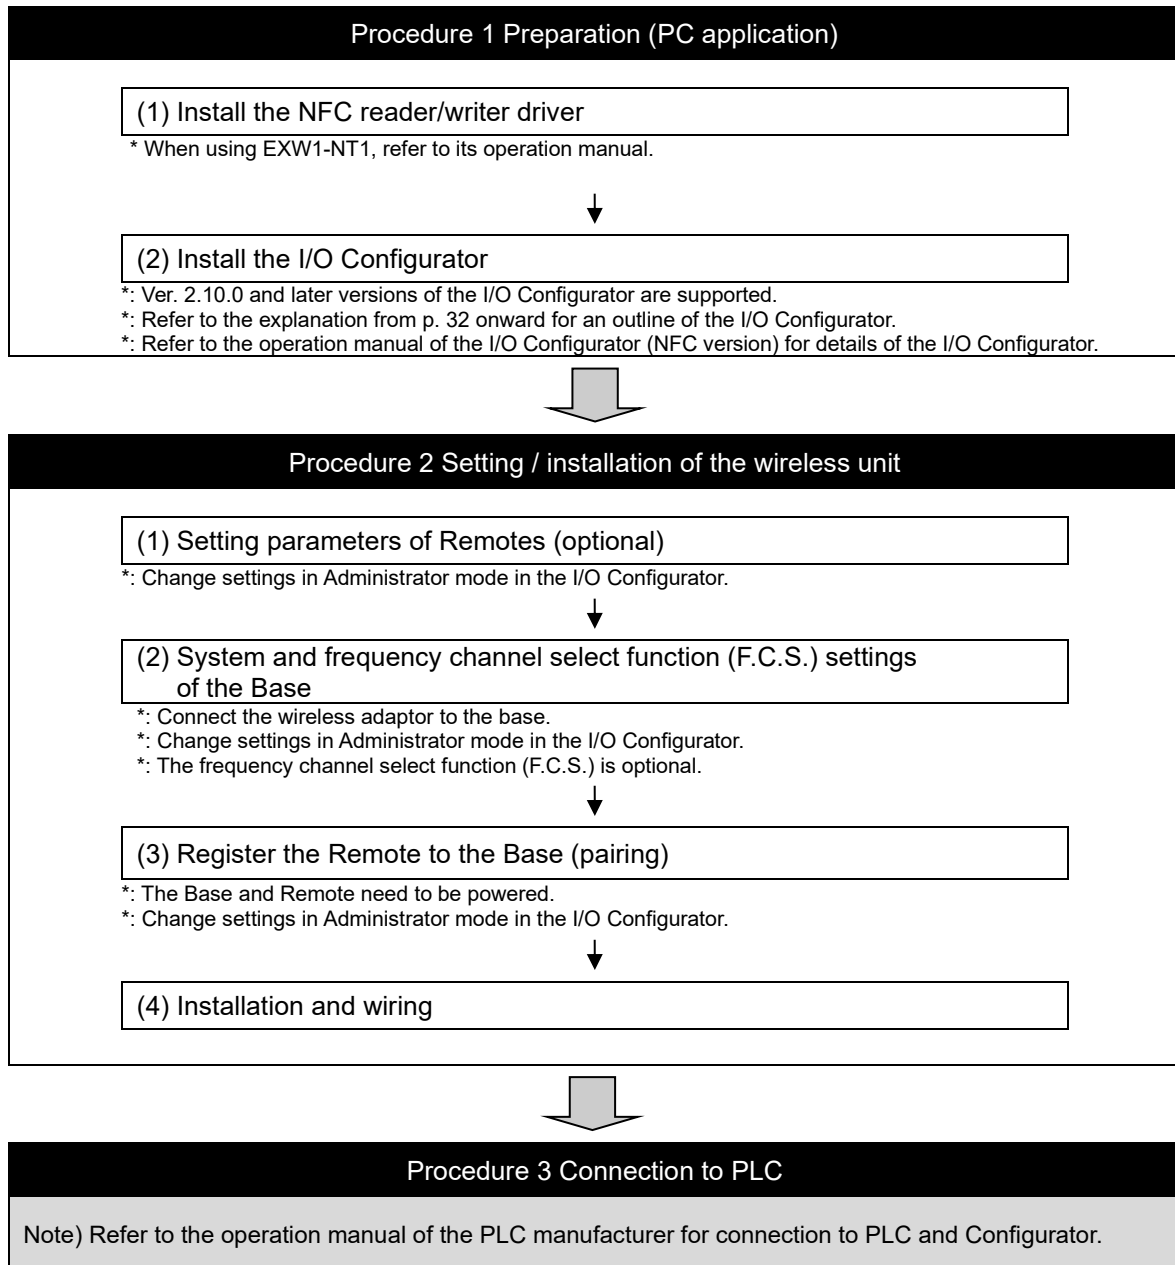 Procedure 1 Preparation (PC application)
(1) Install the NFC reader/writer driver
* When using EXW1-NT1, refer to its operation manual.
(2) Install the I/O Configurator
*: Ver. 2.10.0 and later versions of the I/O Configurator are supported.
*: Refer to the explanation from p. 32 onward for an outline of the I/O Configurator.
*: Refer to the operation manual of the I/O Configurator (NFC version) for details of the I/O Configurator.
Procedure 2 Setting / installation of the wireless unit
(1) Setting parameters of Remotes (optional)
*: Change settings in Administrator mode in the I/O Configurator.
(2) System and frequency channel select function (F.C.S.) settings
of the Base
*: Connect the wireless adaptor to the base.
*: Change settings in Administrator mode in the I/O Configurator.
*: The frequency channel select function (F.C.S.) is optional.
(3) Register the Remote to the Base (pairing)
*: The Base and Remote need to be powered.
*: Change settings in Administrator mode in the I/O Configurator.
(4) Installation and wiring
Procedure 3 Connection to PLC
Note) Refer to the operation manual of the PLC manufacturer for connection to PLC and Configurator.